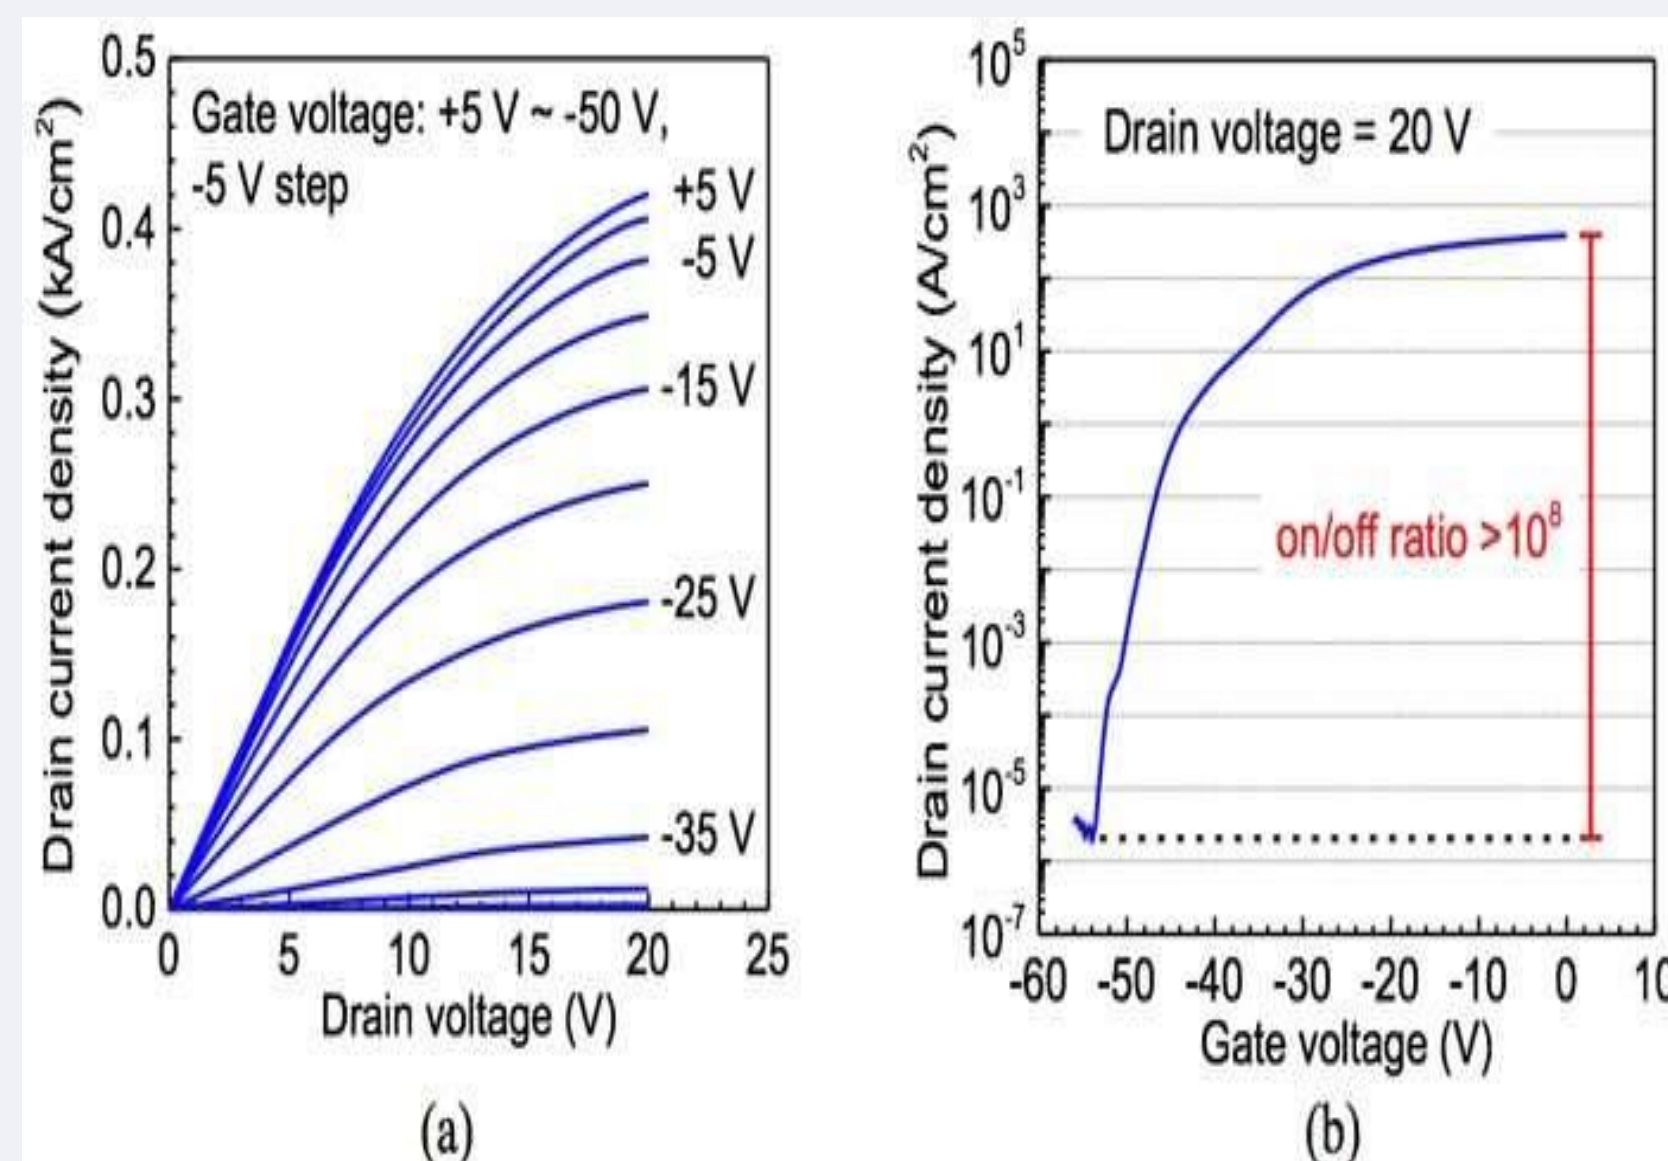 Drain current density (kA/cm²)
0.5
0.4
0.3
0.2
0.1
0.0
Gate voltage: +5 V ~ -50 V,
-5 V step
+5 V
-5 V
-15 V
-25 V
-35 V
0 5 10 15 20 25
Drain voltage (V)
(a)
Drain current density (A/cm²)
10⁵
10³
10¹
10⁻¹
10⁻³
10⁻⁵
10⁻⁷
Drain voltage = 20 V
on/off ratio >10⁸
-60 -50 -40 -30 -20 -10 0 10
Gate voltage (V)
(b)